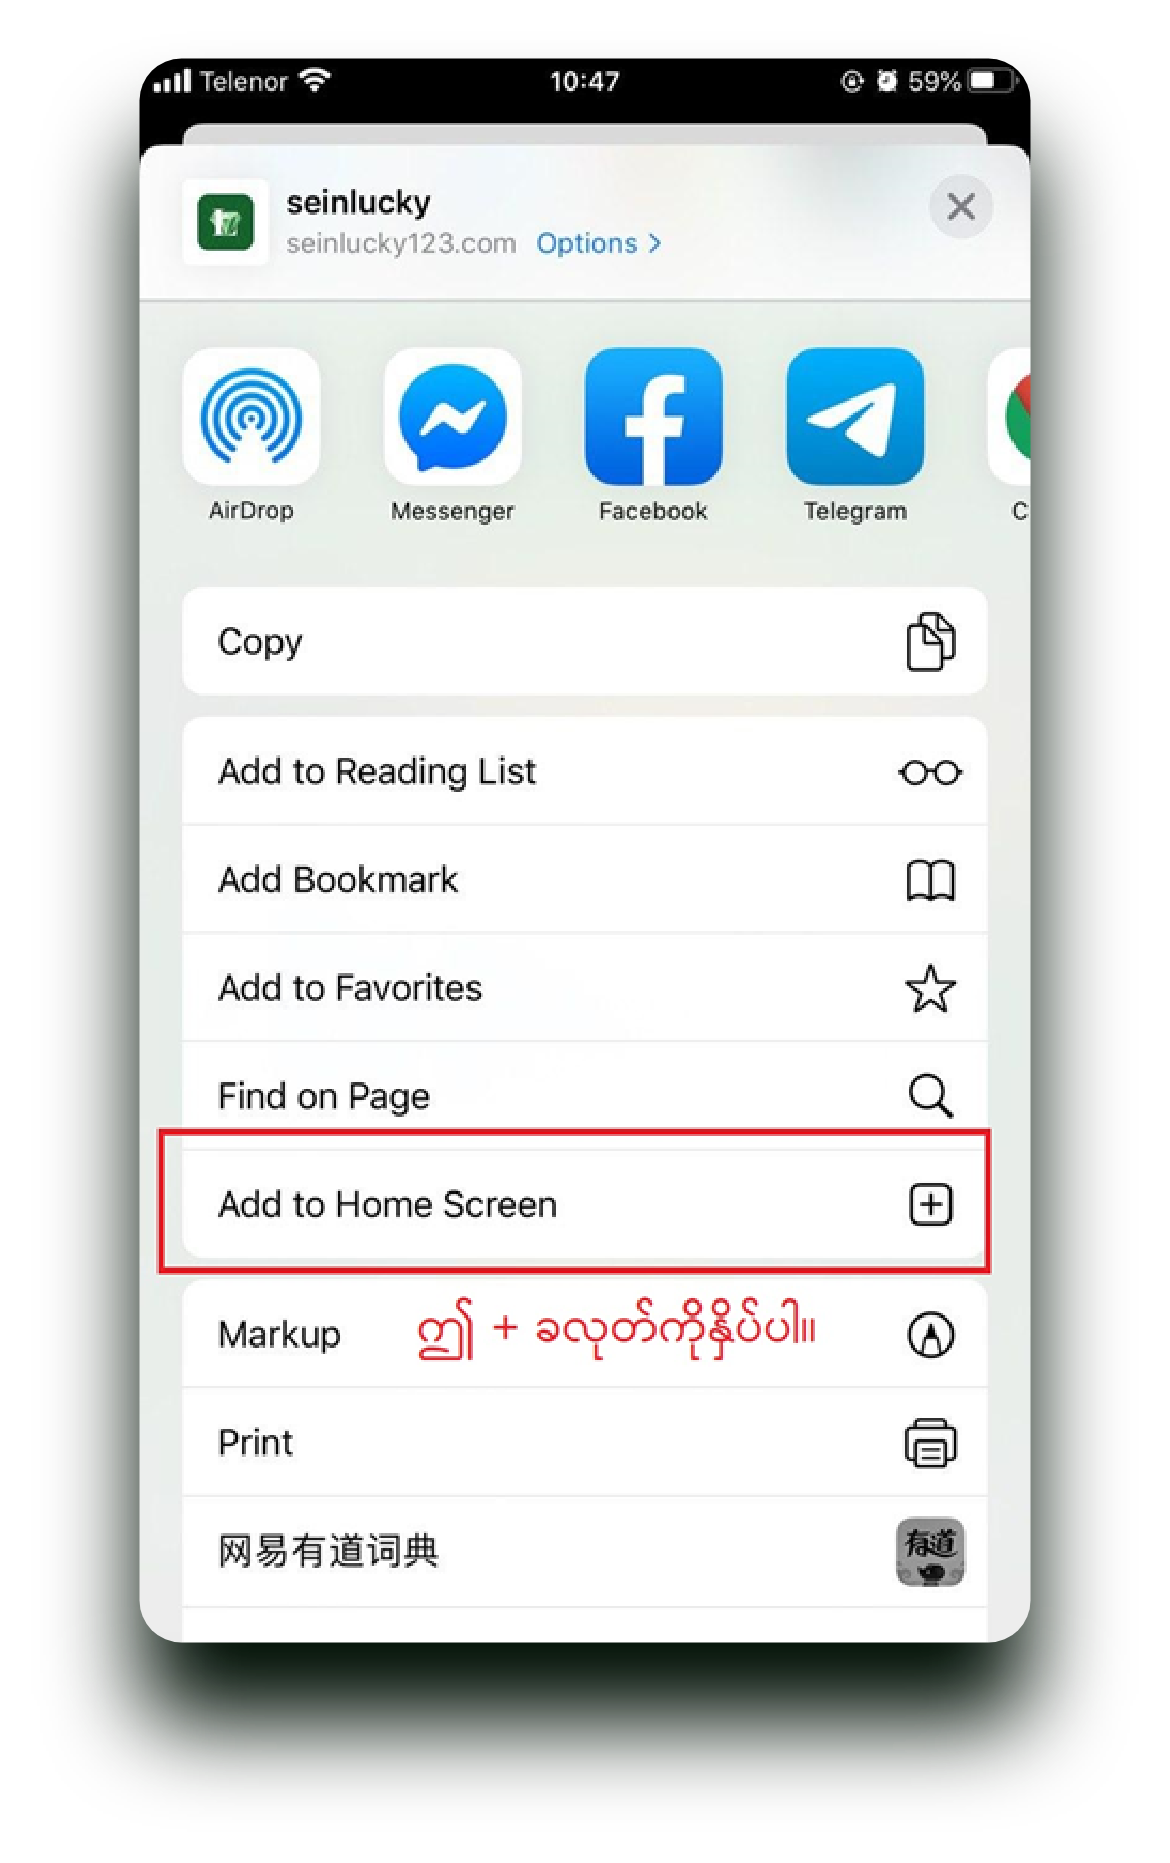 Telenor 10:47 59%
seinlucky
seinlucky123.com Options >
AirDrop Messenger Facebook Telegram C
Copy
Add to Reading List
Add Bookmark
Add to Favorites
Find on Page
Add to Home Screen
Markup ဤ + ခလုတ်ကိုနှိပ်ပါ။
Print
网易有道词典
有道